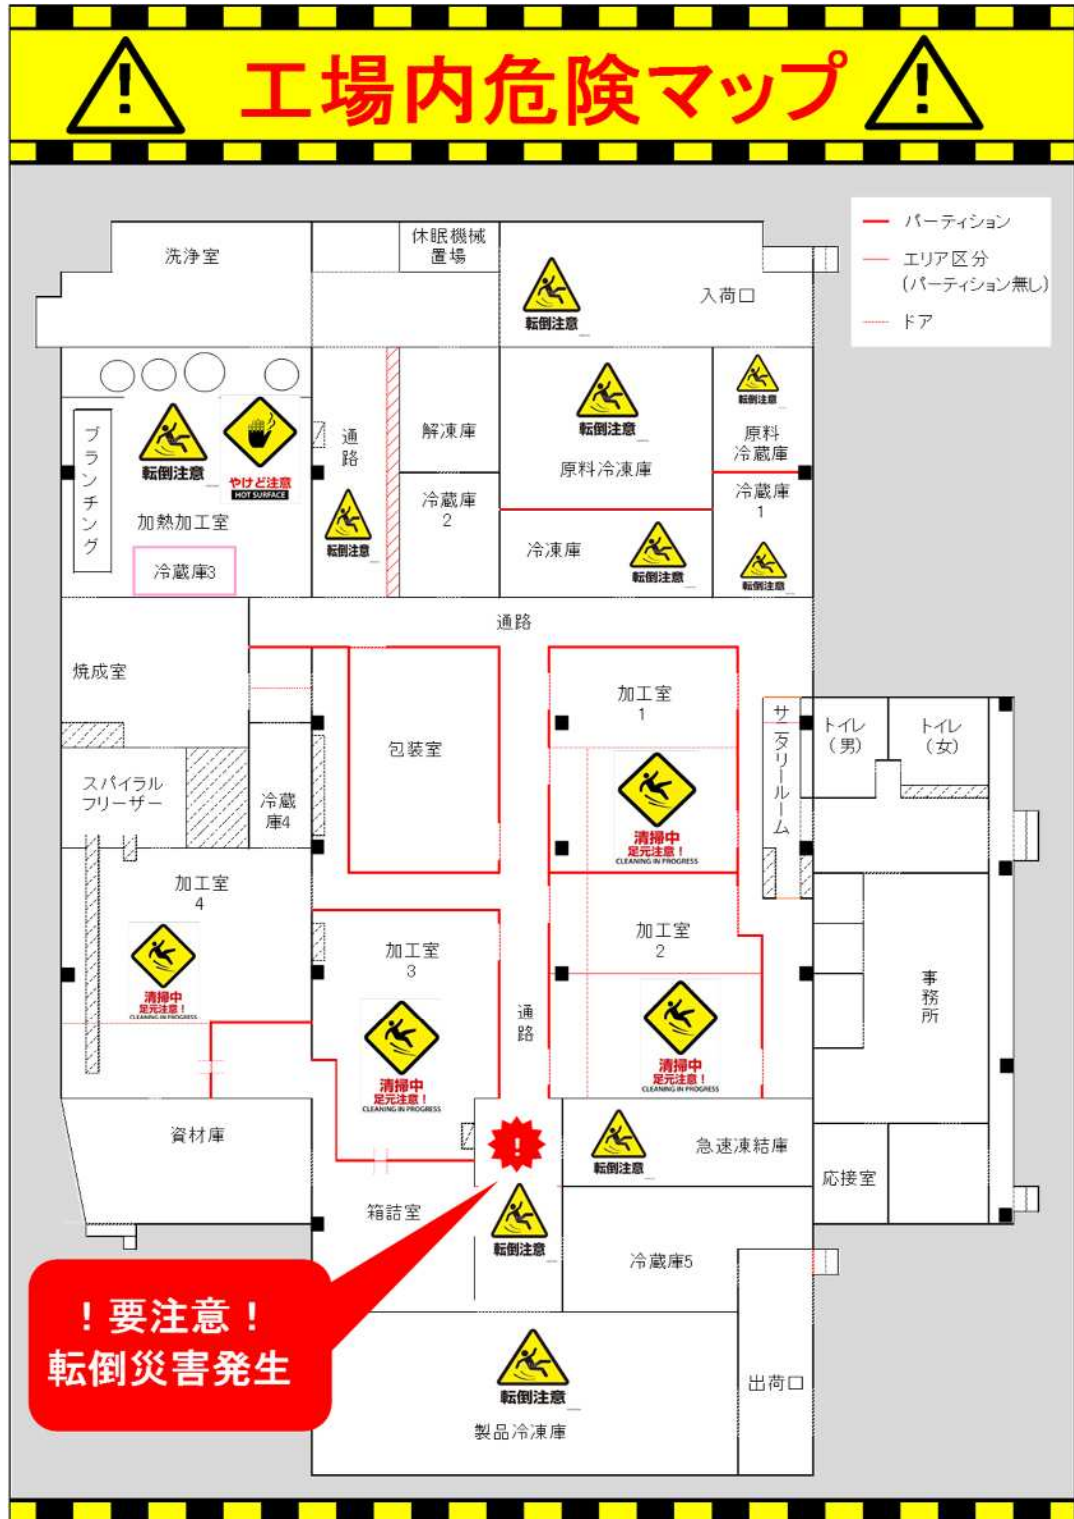 工場内危険マップ
パーティション
エリア区分
(パーティション無し)
ドア
洗浄室
休眠機械
置場
入荷口
転倒注意
ブランチング
転倒注意
やけど注意
HOT SURFACE
加熱加工室
冷蔵庫3
通路
転倒注意
解凍庫
冷蔵庫
2
転倒注意
原料冷凍庫
冷凍庫
転倒注意
転倒注意
原料
冷蔵庫
冷蔵庫
1
転倒注意
通路
焼成室
スパイラル
フリーザー
冷蔵
庫4
包装室
加工室
1
清掃中
足元注意！
CLEANING IN PROGRESS
サニタリールーム
トイレ
(男)
トイレ
(女)
加工室
4
清掃中
足元注意！
CLEANING IN PROGRESS
加工室
3
清掃中
足元注意！
CLEANING IN PROGRESS
通路
加工室
2
清掃中
足元注意！
CLEANING IN PROGRESS
事務所
資材庫
箱詰室
!
転倒注意
転倒注意
急速凍結庫
応接室
冷蔵庫5
！要注意！
転倒災害発生
転倒注意
製品冷凍庫
出荷口